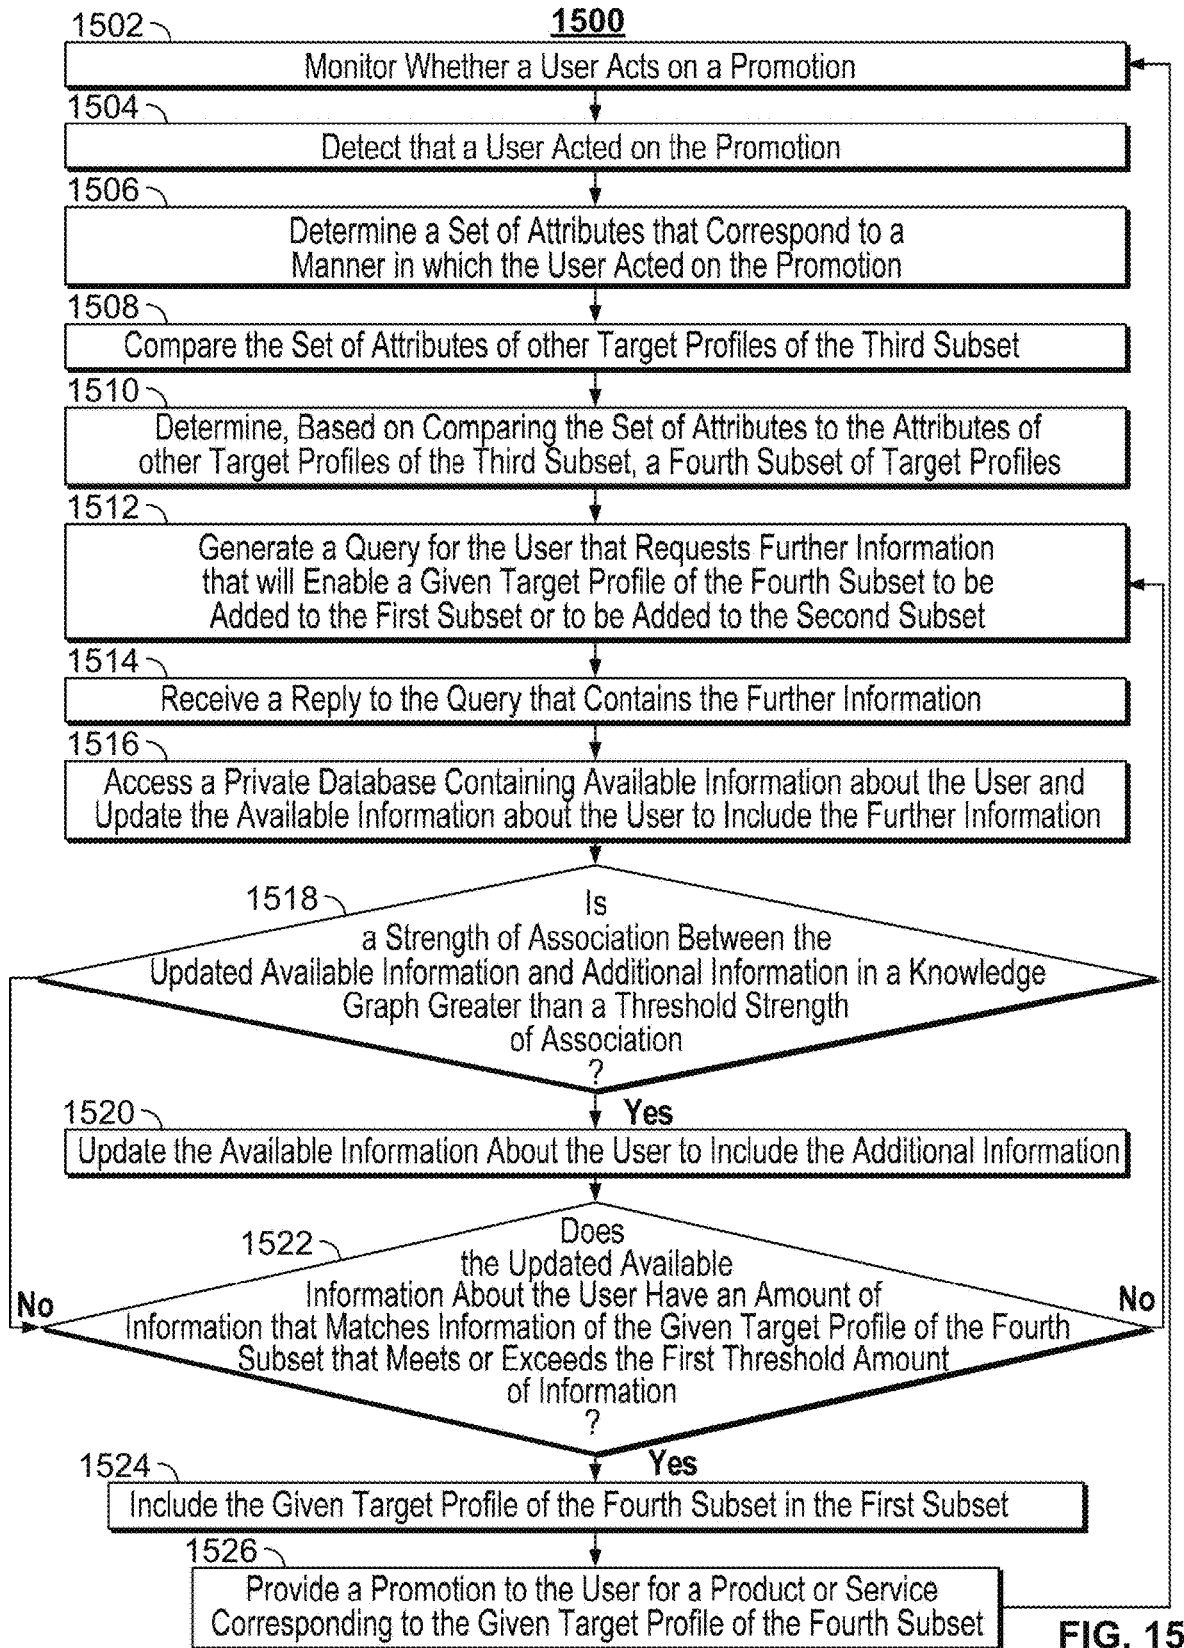 1500
1502
Monitor Whether a User Acts on a Promotion
1504
Detect that a User Acted on the Promotion
1506
Determine a Set of Attributes that Correspond to a
Manner in which the User Acted on the Promotion
1508
Compare the Set of Attributes of other Target Profiles of the Third Subset
1510
Determine, Based on Comparing the Set of Attributes to the Attributes of
other Target Profiles of the Third Subset, a Fourth Subset of Target Profiles
1512
Generate a Query for the User that Requests Further Information
that will Enable a Given Target Profile of the Fourth Subset to be
Added to the First Subset or to be Added to the Second Subset
1514
Receive a Reply to the Query that Contains the Further Information
1516
Access a Private Database Containing Available Information about the User and
Update the Available Information about the User to Include the Further Information
1518
Is
a Strength of Association Between the
Updated Available Information and Additional Information in a Knowledge
Graph Greater than a Threshold Strength
of Association
?
Yes
1520
Update the Available Information About the User to Include the Additional Information
1522
Does
the Updated Available
Information About the User Have an Amount of
No
No
Information that Matches Information of the Given Target Profile of the Fourth
Subset that Meets or Exceeds the First Threshold Amount
of Information
?
Yes
1524
Include the Given Target Profile of the Fourth Subset in the First Subset
1526
Provide a Promotion to the User for a Product or Service
Corresponding to the Given Target Profile of the Fourth Subset
FIG. 15